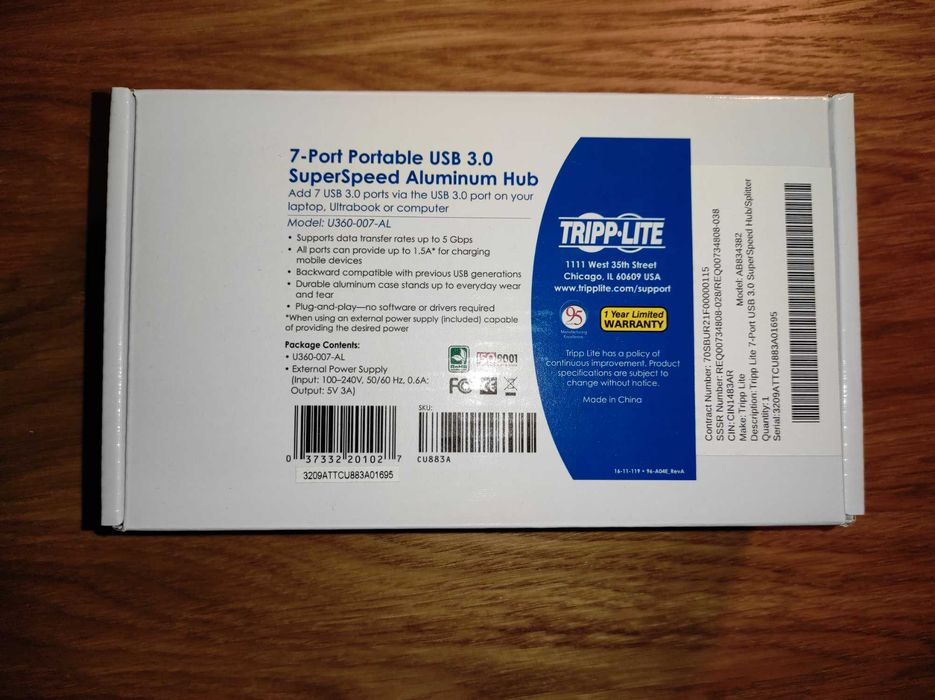 7-Port Portable USB 3.0
SuperSpeed Aluminum Hub
Add 7 USB 3.0 ports via the USB 3.0 port on your
laptop, Ultrabook or computer
Model: U360-007-AL
• Supports data transfer rates up to 5 Gbps
• All ports can provide up to 1.5A* for charging
mobile devices
• Backward compatible with previous USB generations
• Durable aluminum case stands up to everyday wear
and tear
• Plug-and-play—no software or drivers required
*When using an external power supply (included) capable
of providing the desired power
Package Contents:
• U360-007-AL
• External Power Supply
(Input: 100–240V, 50/60 Hz, 0.6A;
Output: 5V 3A)
RoHS
ISO 9001
FC CE
0 37332 20102 7
3209ATTCU883A01695
SKU:
CU883A
TRIPP·LITE
1111 West 35th Street
Chicago, IL 60609 USA
www.tripplite.com/support
95
Manufacturing
Excellence
1 Year Limited
WARRANTY
Tripp Lite has a policy of
continuous improvement. Product
specifications are subject to
change without notice.
Made in China
16-11-119 • 96-A04E_RevA
Contract Number: 70SBUR21F00000115
SSSR Number: REQ00734808-028/REQ00734808-038
CIN: CIN1483AR
Make: Tripp Lite Model: AB834382
Description: Tripp Lite 7-Port USB 3.0 SuperSpeed Hub/Splitter
Quantity:1
Serial:3209ATTCU883A01695